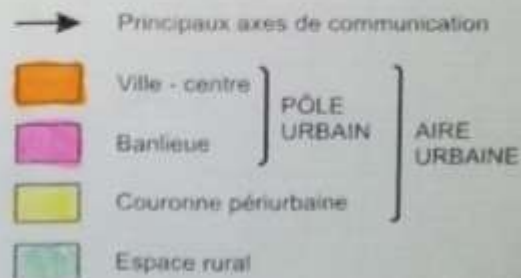 Principaux axes de communication
Ville - centre
Banlieue
PÔLE
URBAIN
Couronne périurbaine
AIRE
URBAINE
Espace rural